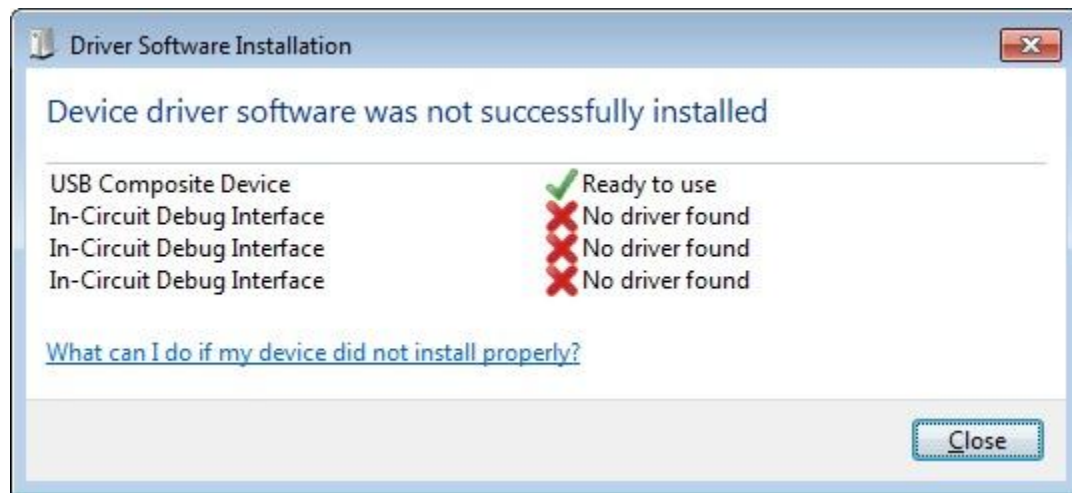 Driver Software Installation
Device driver software was not successfully installed
USB Composite Device Ready to use
In-Circuit Debug Interface No driver found
In-Circuit Debug Interface No driver found
In-Circuit Debug Interface No driver found
What can I do if my device did not install properly?
Close